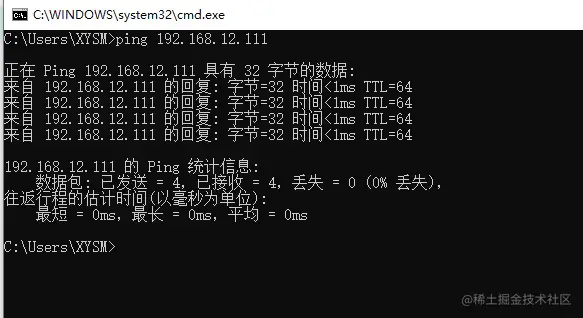 C:\WINDOWS\system32\cmd.exe
C:\Users\XYSM>ping 192.168.12.111
正在 Ping 192.168.12.111 具有 32 字节的数据:
来自 192.168.12.111 的回复: 字节=32 时间<1ms TTL=64
来自 192.168.12.111 的回复: 字节=32 时间<1ms TTL=64
来自 192.168.12.111 的回复: 字节=32 时间<1ms TTL=64
来自 192.168.12.111 的回复: 字节=32 时间<1ms TTL=64
192.168.12.111 的 Ping 统计信息:
数据包: 已发送 = 4, 已接收 = 4, 丢失 = 0 (0% 丢失),
往返行程的估计时间(以毫秒为单位):
最短 = 0ms, 最长 = 0ms, 平均 = 0ms
C:\Users\XYSM>
@稀土掘金技术社区